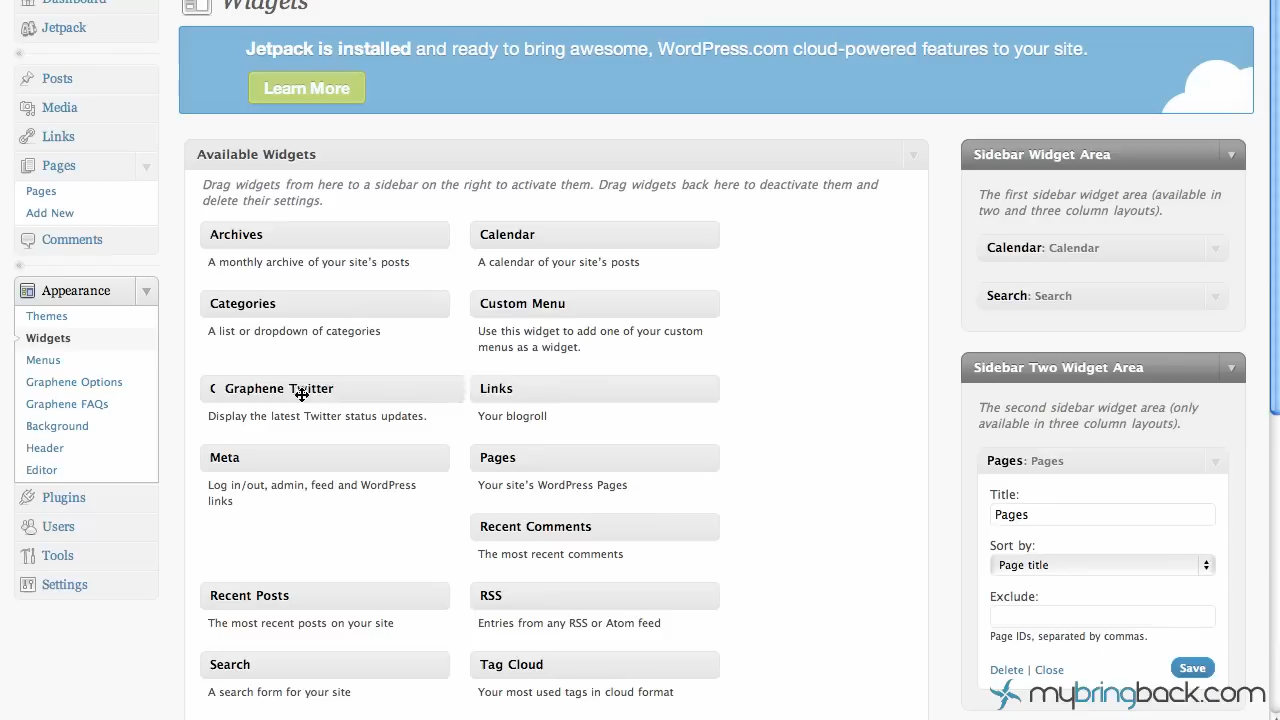 Dashboard
Widgets
Jetpack
Jetpack is installed and ready to bring awesome, WordPress.com cloud-powered features to your site.
Learn More
Posts
Media
Links
Pages
Pages
Add New
Comments
Appearance
Themes
Widgets
Menus
Graphene Options
Graphene FAQs
Background
Header
Editor
Plugins
Users
Tools
Settings
Available Widgets
Drag widgets from here to a sidebar on the right to activate them. Drag widgets back here to deactivate them and
delete their settings.
Archives
A monthly archive of your site's posts
Calendar
A calendar of your site's posts
Categories
A list or dropdown of categories
Custom Menu
Use this widget to add one of your custom
menus as a widget.
Graphene Twitter
Display the latest Twitter status updates.
Links
Your blogroll
Meta
Log in/out, admin, feed and WordPress
links
Pages
Your site's WordPress Pages
Recent Comments
The most recent comments
Recent Posts
The most recent posts on your site
RSS
Entries from any RSS or Atom feed
Search
A search form for your site
Tag Cloud
Your most used tags in cloud format
Sidebar Widget Area
The first sidebar widget area (available in
two and three column layouts).
Calendar: Calendar
Search: Search
Sidebar Two Widget Area
The second sidebar widget area (only
available in three column layouts).
Pages: Pages
Title:
Pages
Sort by:
Page title
Exclude:
Page IDs, separated by commas.
Delete | Close
Save
mybringback.com